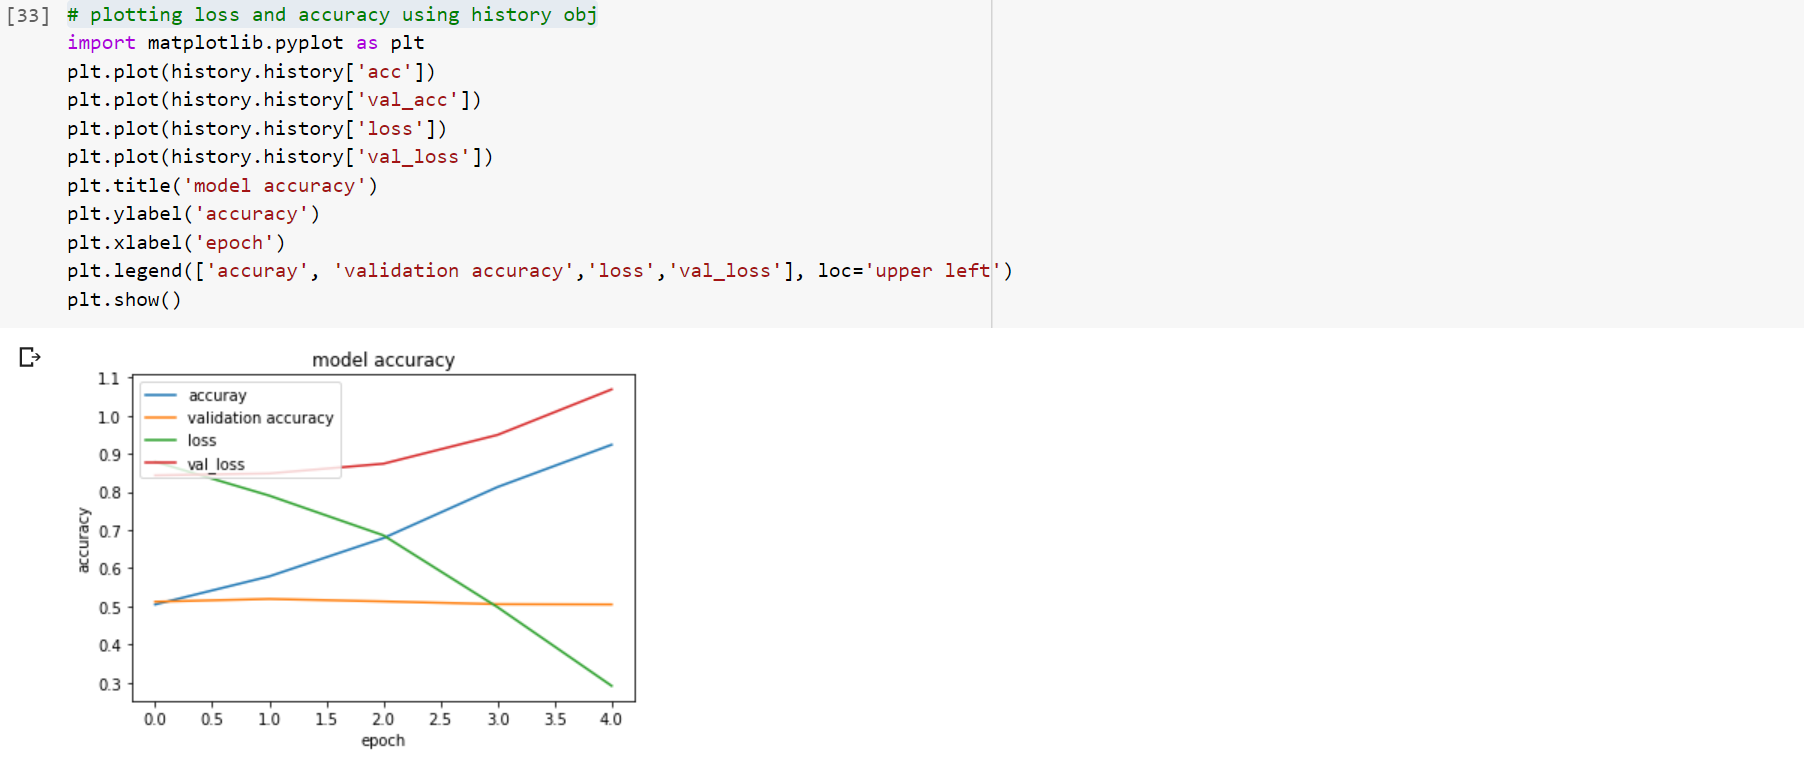 [33] # plotting loss and accuracy using history obj
import matplotlib.pyplot as plt
plt.plot(history.history['acc'])
plt.plot(history.history['val_acc'])
plt.plot(history.history['loss'])
plt.plot(history.history['val_loss'])
plt.title('model accuracy')
plt.ylabel('accuracy')
plt.xlabel('epoch')
plt.legend(['accuray', 'validation accuracy','loss','val_loss'], loc='upper left')
plt.show()
model accuracy
accuray
validation accuracy
loss
val_loss
1.1
1.0
0.9
0.8
0.7
0.6
0.5
0.4
0.3
accuracy
0.0 0.5 1.0 1.5 2.0 2.5 3.0 3.5 4.0
epoch